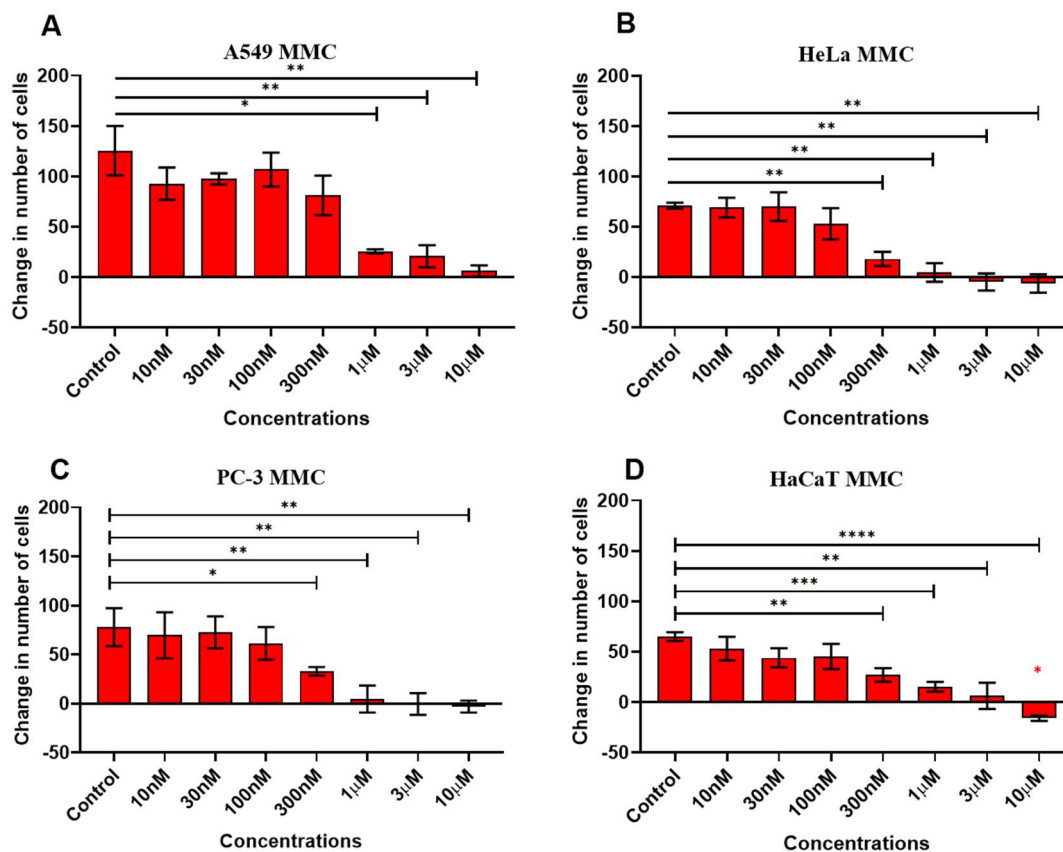 A
A549 MMC
Change in number of cells
200
150
100
50
0
-50
**
**
*
Control
10nM
30nM
100nM
300nM
1μM
3μM
10μM
Concentrations
B
HeLa MMC
Change in number of cells
200
150
100
50
0
-50
**
**
**
**
Control
10nM
30nM
100nM
300nM
1μM
3μM
10μM
Concentrations
C
PC-3 MMC
Change in number of cells
200
150
100
50
0
-50
**
**
**
*
Control
10nM
30nM
100nM
300nM
1μM
3μM
10μM
Concentrations
D
HaCaT MMC
Change in number of cells
200
150
100
50
0
-50
****
**
***
**
*
Control
10nM
30nM
100nM
300nM
1μM
3μM
10μM
Concentrations